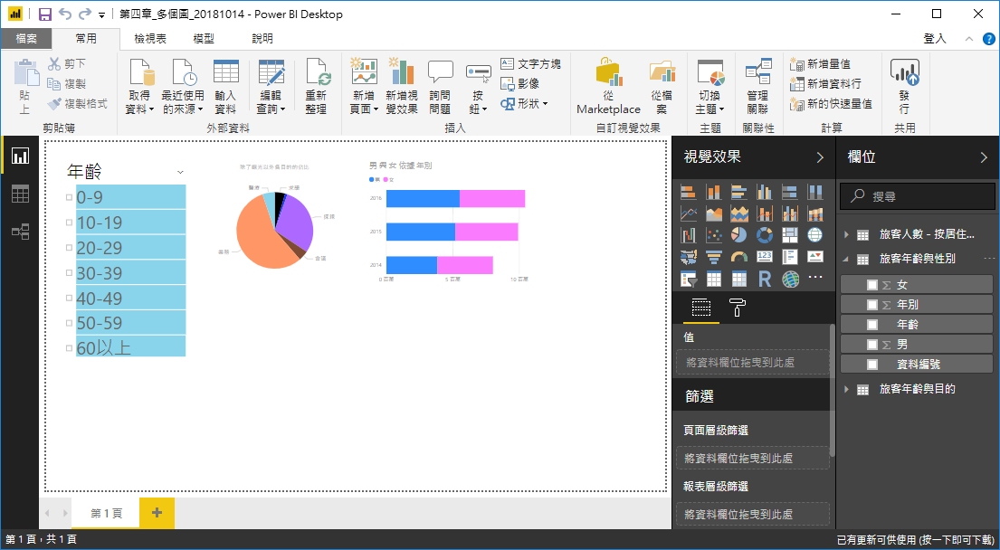 第四章_多個圖_20181014 - Power BI Desktop
檔案 常用 檢視表 模型 說明 登入
貼上
剪下
複製
複製格式
剪貼簿
取得資料
最近使用的來源
輸入資料
編輯查詢
重新整理
外部資料
新增頁面
新增視覺效果
詢問問題
按鈕
文字方塊
影像
形狀
插入
從 Marketplace
從檔案
自訂視覺效果
切換主題
主題
管理關聯
關聯性
新增量值
新增資料行
新的快速量值
計算
發行
共用
年齡
0-9
10-19
20-29
30-39
40-49
50-59
60以上
男 與 女 依據 年別
男 女
2016
2015
2014
0 百萬 5 百萬 10 百萬
視覺效果
123
R
值
將資料欄位拖曳到此處
篩選
頁面層級篩選
將資料欄位拖曳到此處
報表層級篩選
將資料欄位拖曳到此處
欄位
搜尋
旅客人數 - 按居住...
旅客年齡與性別
Σ 女
Σ 年別
年齡
Σ 男
資料編號
旅客年齡與目的
第 1 頁
第 1 頁，共 1 頁
已有更新可供使用 (按一下即可下載)